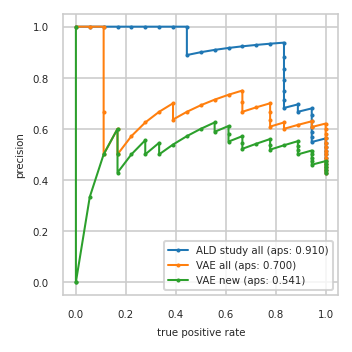 1.0
0.8
0.6
0.4
0.2
0.0
precision
0.0 0.2 0.4 0.6 0.8 1.0
true positive rate
ALD study all (aps: 0.910)
VAE all (aps: 0.700)
VAE new (aps: 0.541)